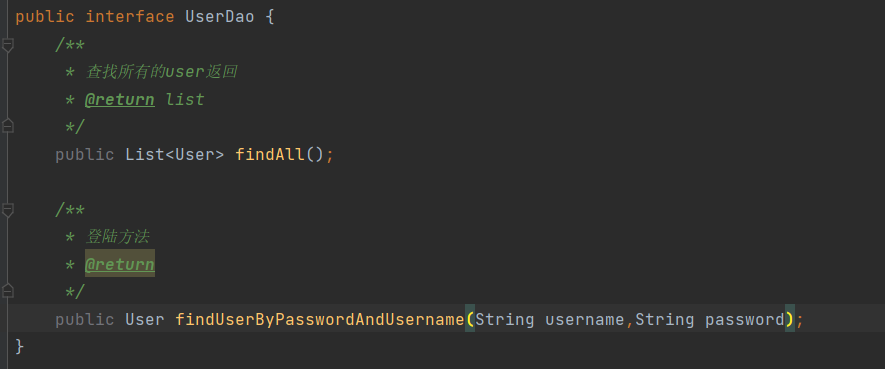 public interface UserDao {
/**
* 查找所有的user返回
* @return list
*/
public List<User> findAll();
/**
* 登陆方法
* @return
*/
public User findUserByPasswordAndUsername(String username,String password);
}